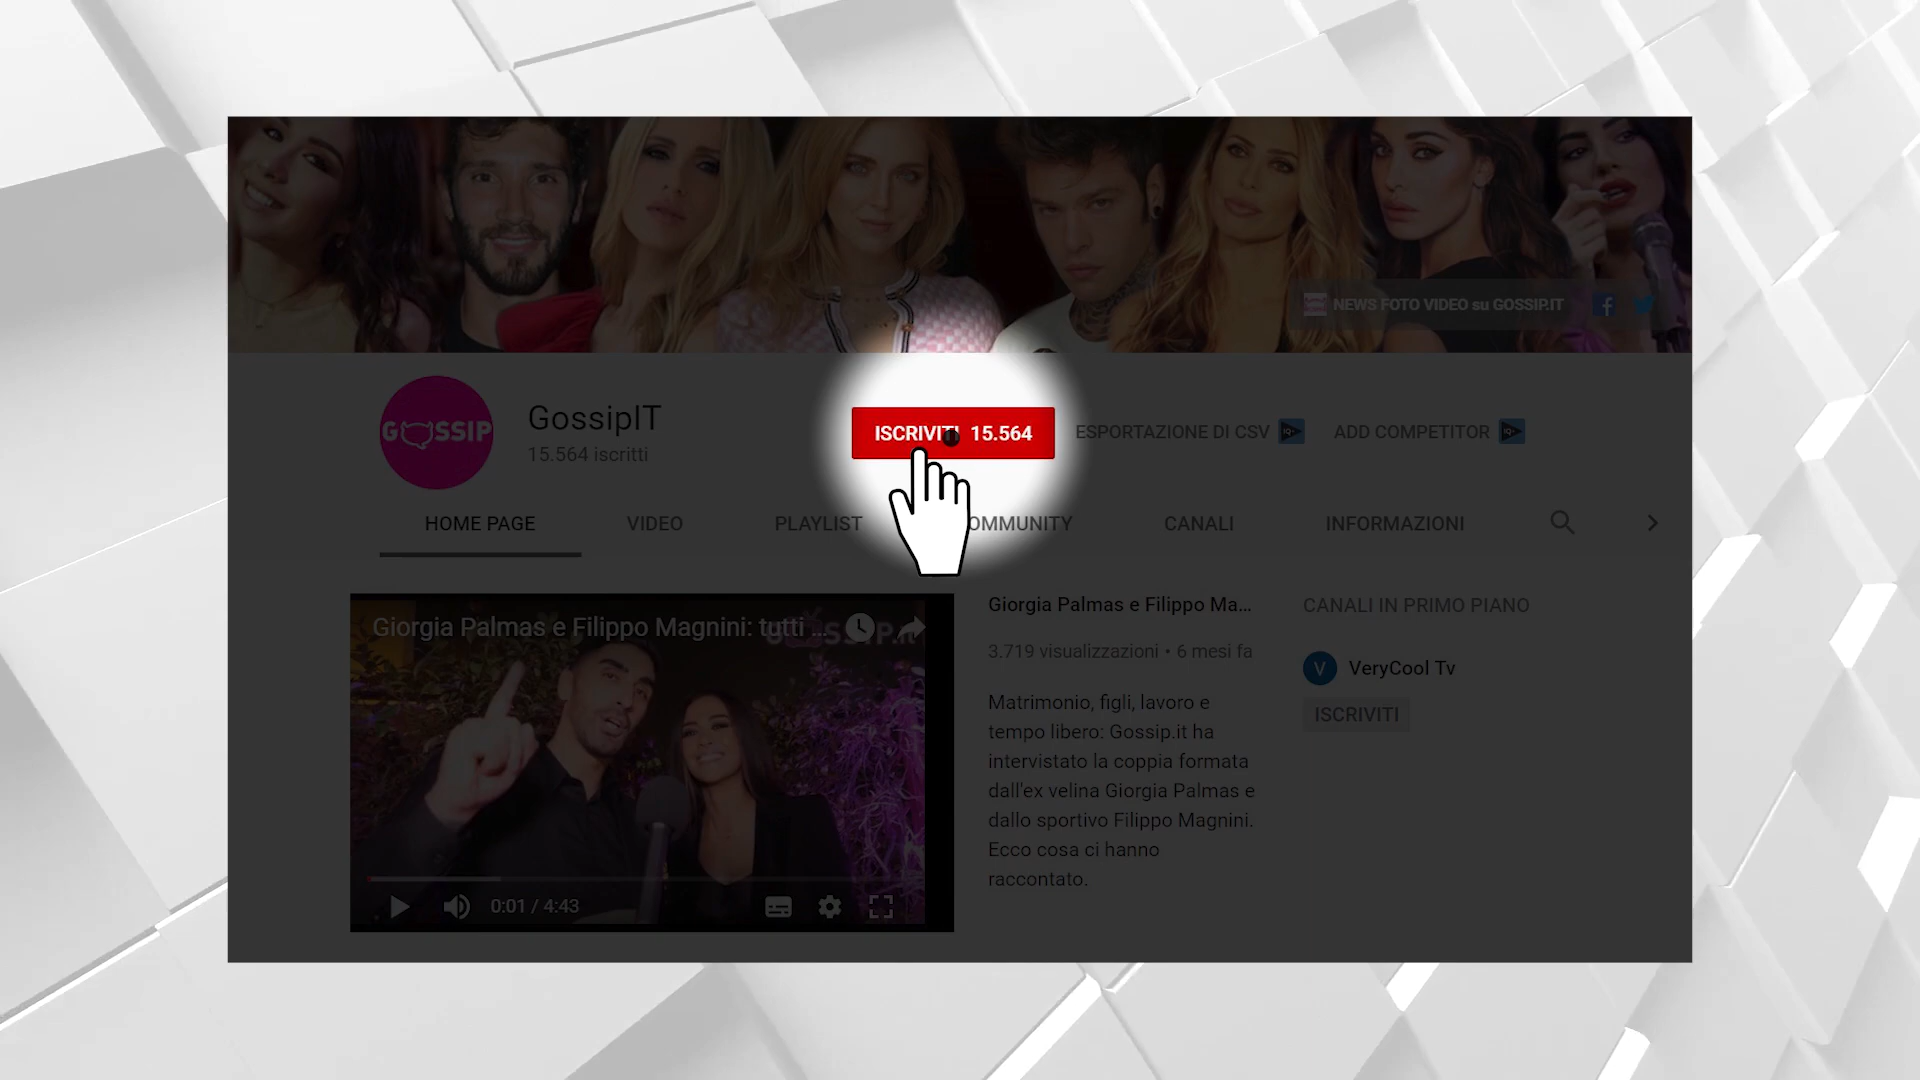 NEWS FOTO VIDEO su GOSSIP.IT
GOSSIP
GossipIT
15.564 iscritti
ISCRIVITI 15.564
ESPORTAZIONE DI CSV
ADD COMPETITOR
HOME PAGE
VIDEO
PLAYLIST
OMMUNITY
CANALI
INFORMAZIONI
Giorgia Palmas e Filippo Magnini: tutti ...
GOSSIP.it
0:01 / 4:43
Giorgia Palmas e Filippo Ma...
3.719 visualizzazioni • 6 mesi fa
Matrimonio, figli, lavoro e
tempo libero: Gossip.it ha
intervistato la coppia formata
dall'ex velina Giorgia Palmas e
dallo sportivo Filippo Magnini.
Ecco cosa ci hanno
raccontato.
CANALI IN PRIMO PIANO
V VeryCool Tv
ISCRIVITI